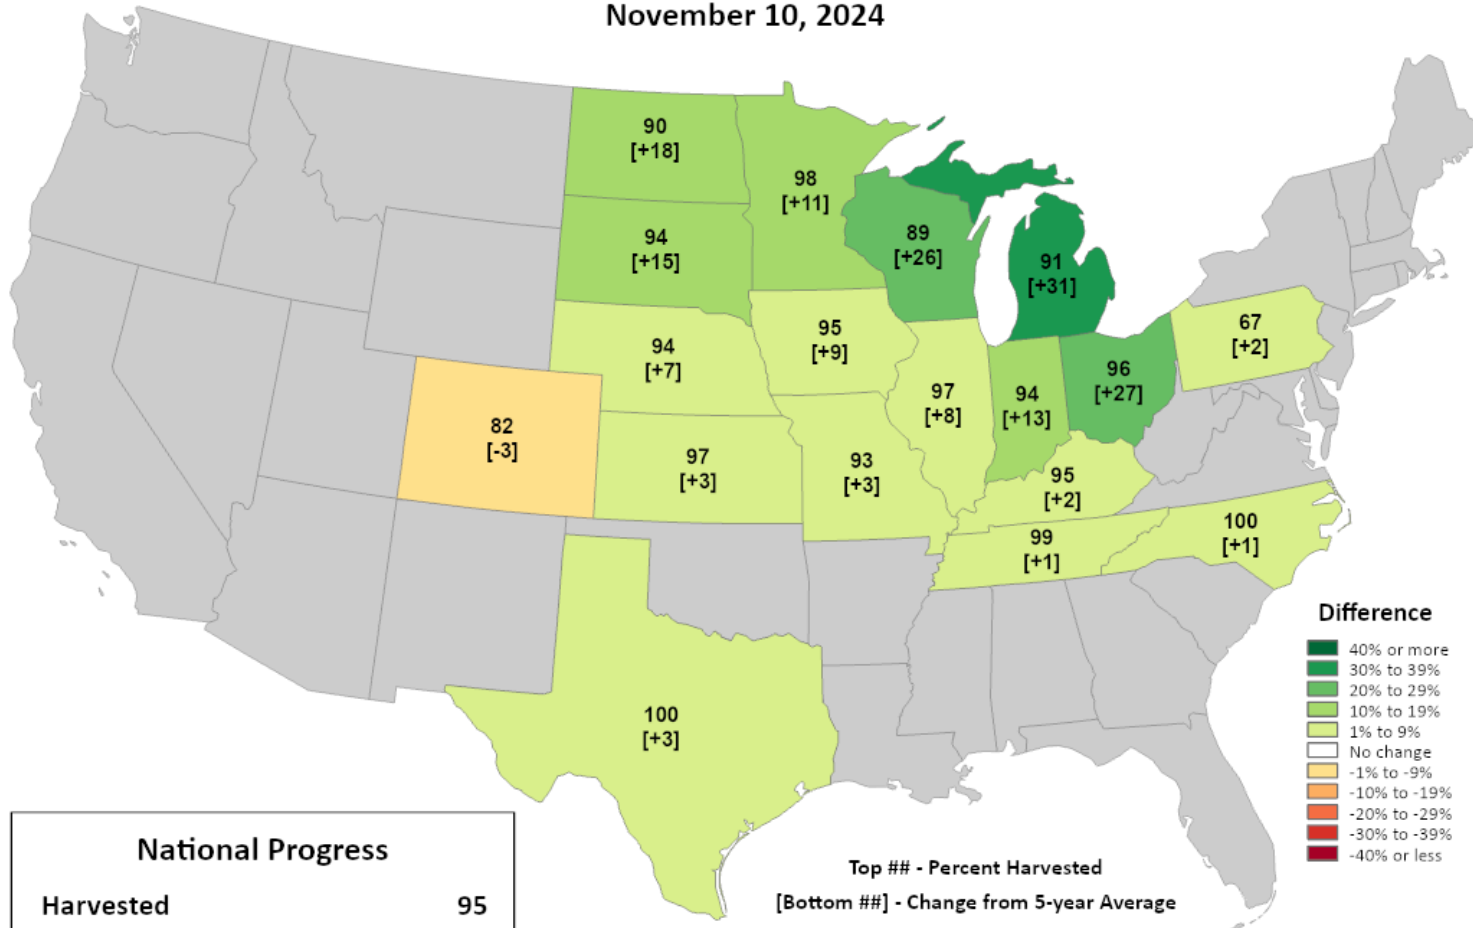 November 10, 2024
90
[+18]
98
[+11]
94
[+15]
89
[+26]
91
[+31]
94
[+7]
95
[+9]
97
[+8]
94
[+13]
96
[+27]
67
[+2]
82
[-3]
97
[+3]
93
[+3]
95
[+2]
99
[+1]
100
[+1]
100
[+3]
Difference
40% or more
30% to 39%
20% to 29%
10% to 19%
1% to 9%
No change
-1% to -9%
-10% to -19%
-20% to -29%
-30% to -39%
-40% or less
National Progress
Harvested 95
Top ## - Percent Harvested
[Bottom ##] - Change from 5-year Average